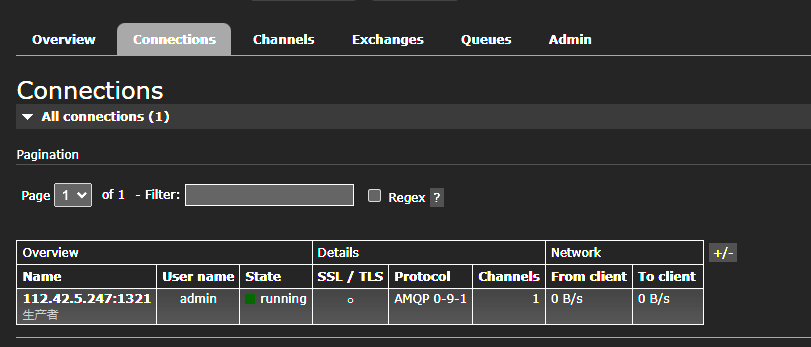 Overview Connections Channels Exchanges Queues Admin
Connections
All connections (1)
Pagination
Page 1 of 1 - Filter: Regex ?
Overview Details Network +/-
Name User name State SSL / TLS Protocol Channels From client To client
112.42.5.247:1321 admin running ○ AMQP 0-9-1 1 0 B/s 0 B/s
生产者